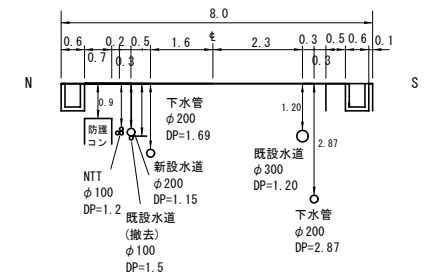 8.0
0.6 0.2 0.5 1.6 ℄ 2.3 0.3 0.5 0.6 0.1
0.7 0.3 0.3
N S
0.9
防護
コン
下水管
φ200
DP=1.69
1.20
2.87
NTT
φ100
DP=1.2
新設水道
φ200
DP=1.15
既設水道
(撤去)
φ100
DP=1.5
既設水道
φ300
DP=1.20
下水管
φ200
DP=2.87